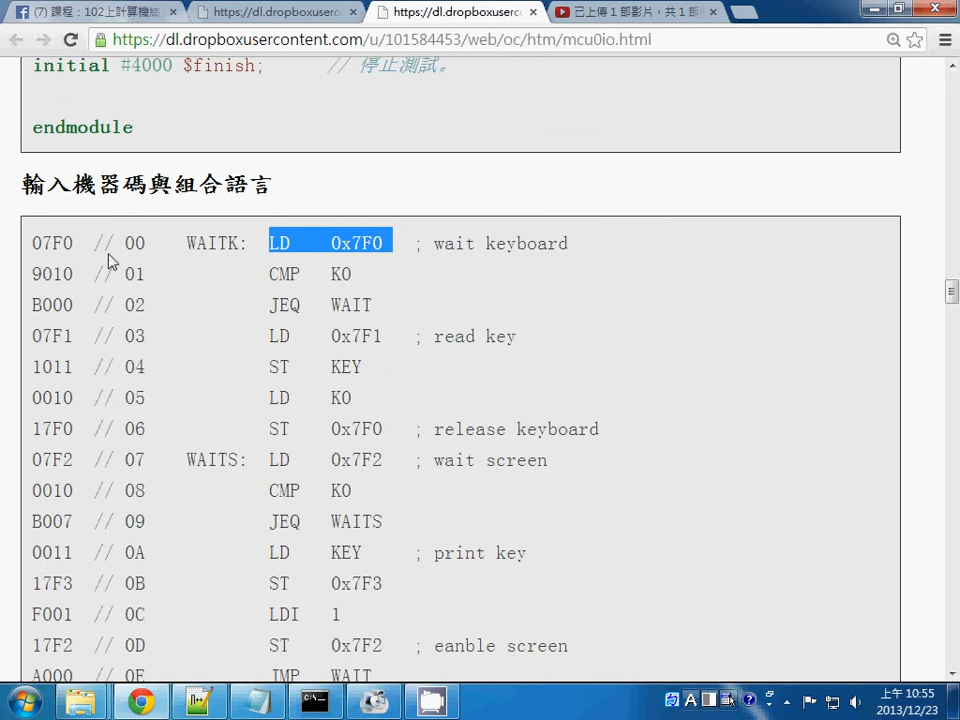 (7) 課程：102上計算機結
https://dl.dropboxuserc
https://dl.dropboxuserc
已上傳 1 部影片，共 1 部
https://dl.dropboxusercontent.com/u/101584453/web/oc/htm/mcu0io.html
initial #4000 $finish; // 停止測試。
endmodule
輸入機器碼與組合語言
07F0 // 00 WAITK: LD 0x7F0 ; wait keyboard
9010 // 01 CMP K0
B000 // 02 JEQ WAIT
07F1 // 03 LD 0x7F1 ; read key
1011 // 04 ST KEY
0010 // 05 LD K0
17F0 // 06 ST 0x7F0 ; release keyboard
07F2 // 07 WAITS: LD 0x7F2 ; wait screen
0010 // 08 CMP K0
B007 // 09 JEQ WAITS
0011 // 0A LD KEY ; print key
17F3 // 0B ST 0x7F3
F001 // 0C LDI 1
17F2 // 0D ST 0x7F2 ; eanble screen
A000 // 0E JMP WAIT
上午 10:55
2013/12/23